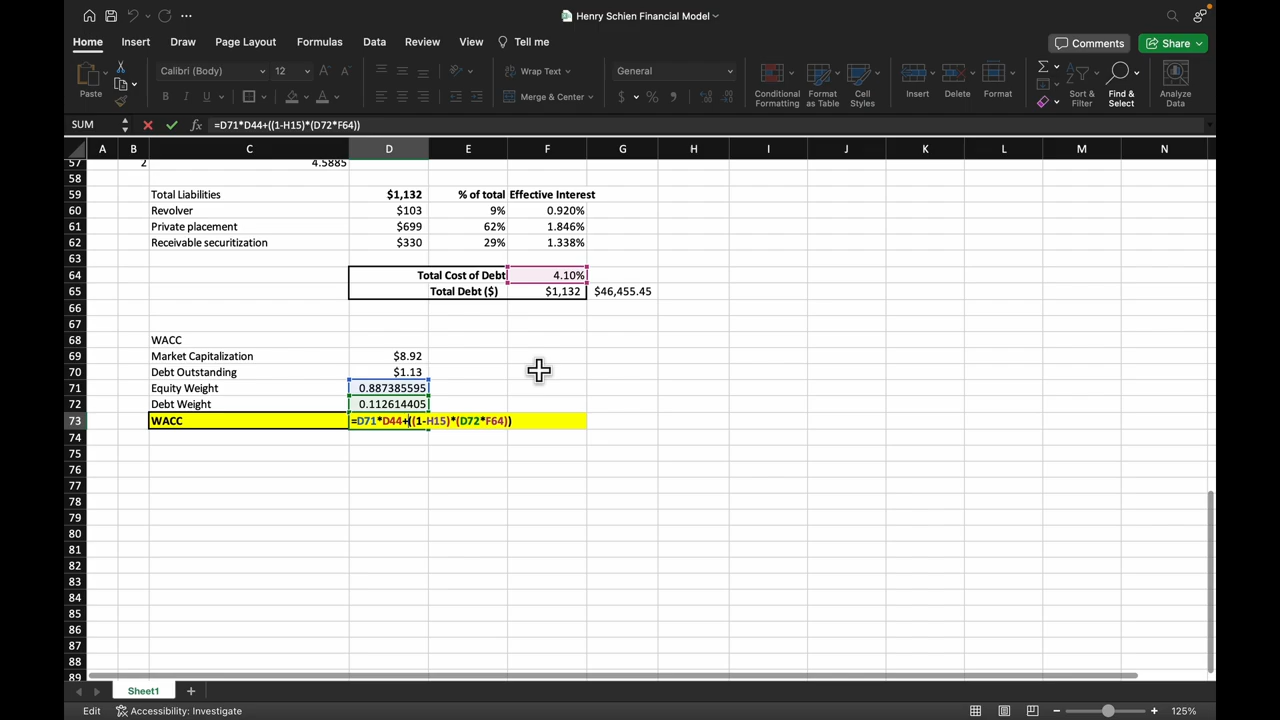 Henry Schien Financial Model
Home Insert Draw Page Layout Formulas Data Review View Tell me Comments Share
Paste Calibri (Body) 12 A A B I U A Wrap Text Merge & Center General $ % Conditional Formatting Format as Table Cell Styles Insert Delete Format Sort & Filter Find & Select Analyze Data
SUM fx =D71*D44+((1-H15)*(D72*F64))
A B C D E F G H I J K L M N
57 2 4.5885
58
59 Total Liabilities $1,132 % of total Effective Interest
60 Revolver $103 9% 0.920%
61 Private placement $699 62% 1.846%
62 Receivable securitization $330 29% 1.338%
63
64 Total Cost of Debt 4.10%
65 Total Debt ($) $1,132 $46,455.45
66
67
68 WACC
69 Market Capitalization $8.92
70 Debt Outstanding $1.13
71 Equity Weight 0.887385595
72 Debt Weight 0.112614405
73 WACC =D71*D44+((1-H15)*(D72*F64))
74
75
76
77
78
79
80
81
82
83
84
85
86
87
88
89
Sheet1
Edit Accessibility: Investigate 125%